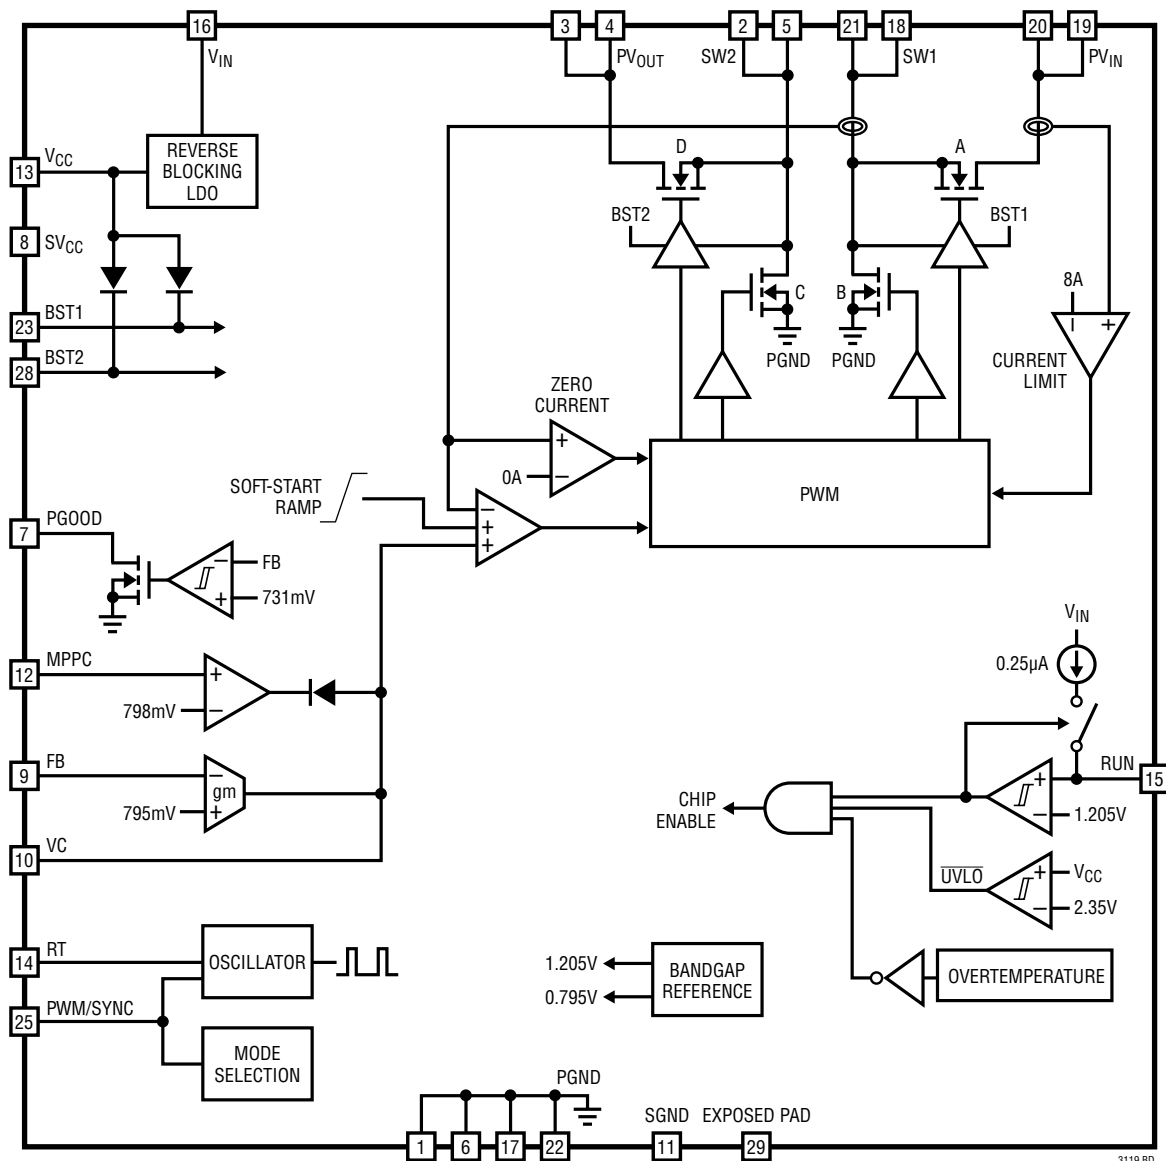 16
3
4
2
5
21
18
20
19
VIN
PVOUT
SW2
SW1
PVIN
REVERSE
BLOCKING
LDO
13
VCC
D
A
8
SVCC
BST2
BST1
C
B
8A
–
+
23
BST1
28
BST2
PGND
PGND
CURRENT
LIMIT
ZERO
CURRENT
+
0A
–
PWM
SOFT-START
RAMP
–
+
+
7
PGOOD
–
FB
+
731mV
VIN
0.25µA
12
MPPC
+
798mV
–
RUN
15
9
FB
–
gm
795mV
+
+
–
1.205V
CHIP
ENABLE
10
VC
UVLO
+
VCC
–
2.35V
14
RT
OSCILLATOR
1.205V
0.795V
BANDGAP
REFERENCE
OVERTEMPERATURE
25
PWM/SYNC
MODE
SELECTION
PGND
SGND
EXPOSED PAD
1
6
17
22
11
29
3119 BD